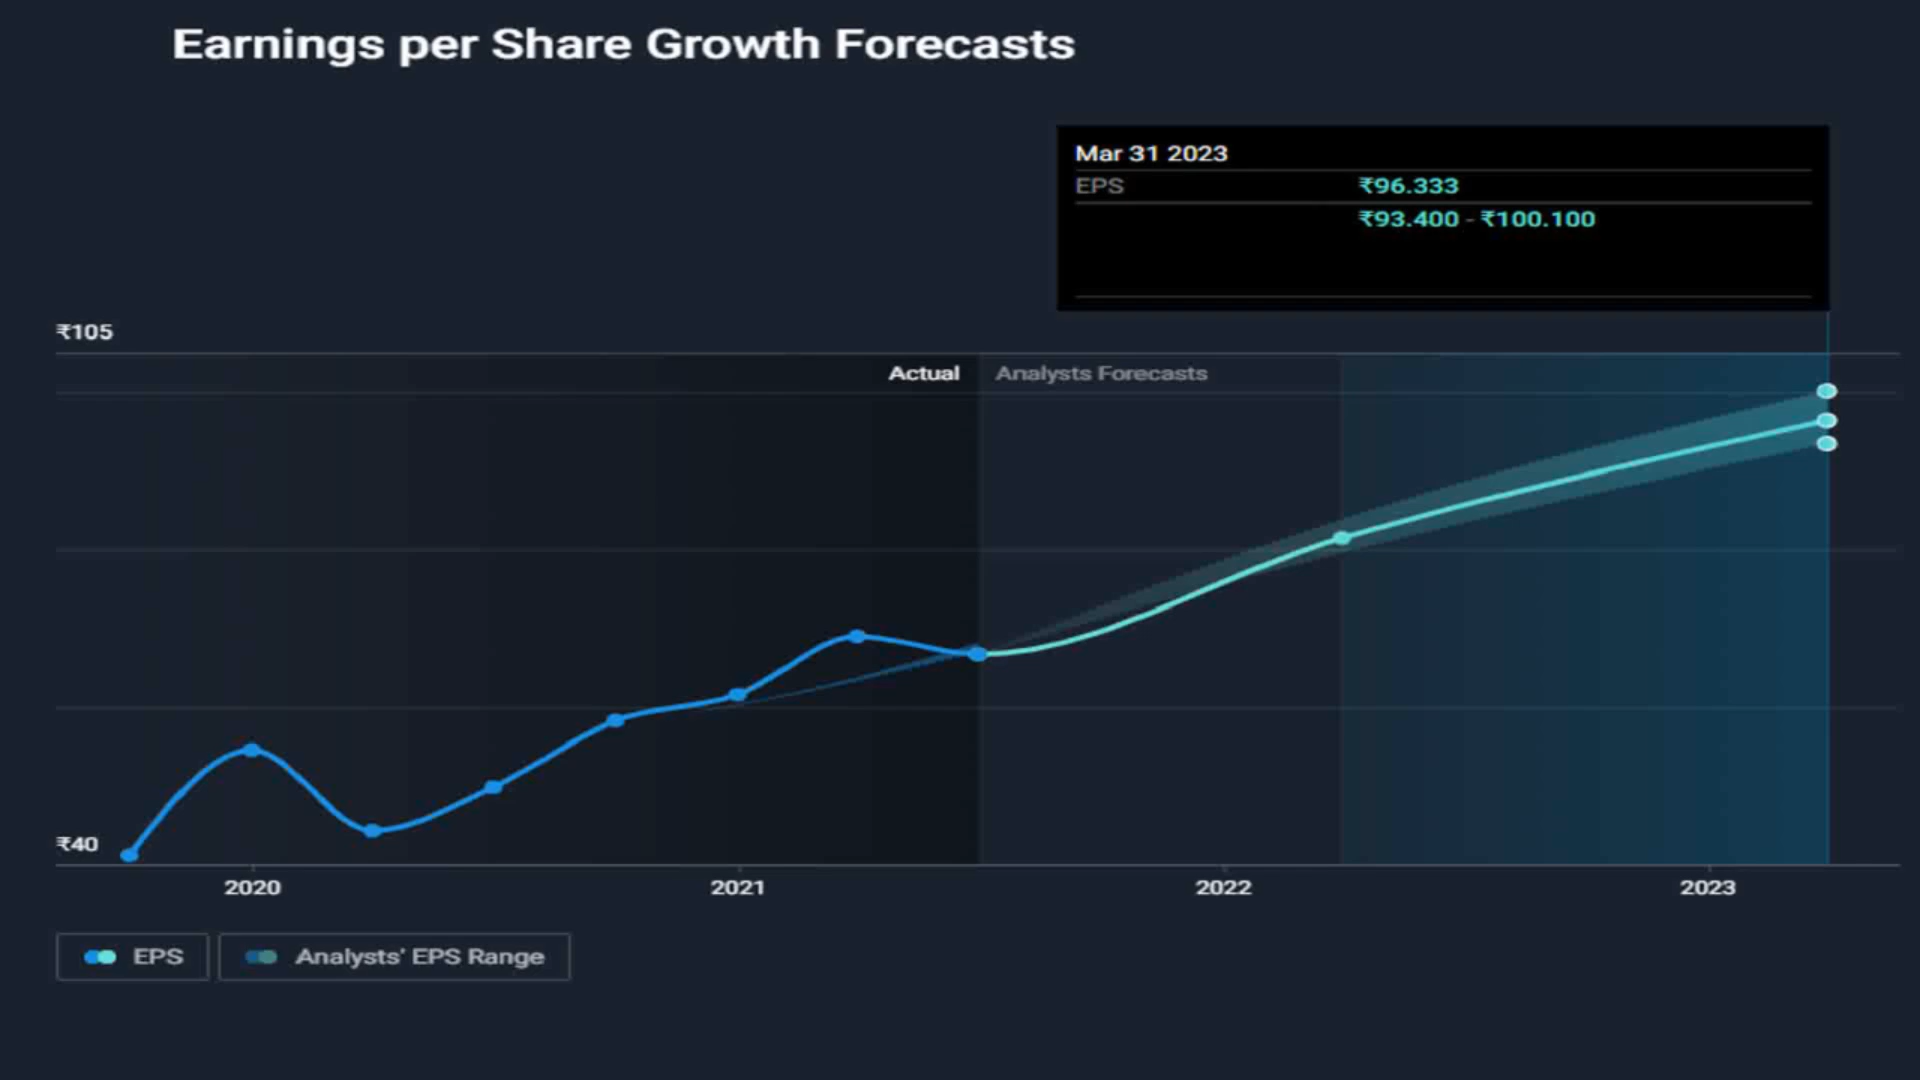 Earnings per Share Growth Forecasts
Mar 31 2023
EPS ₹96.333
₹93.400 - ₹100.100
₹105
Actual Analysts Forecasts
₹40
2020 2021 2022 2023
EPS Analysts' EPS Range